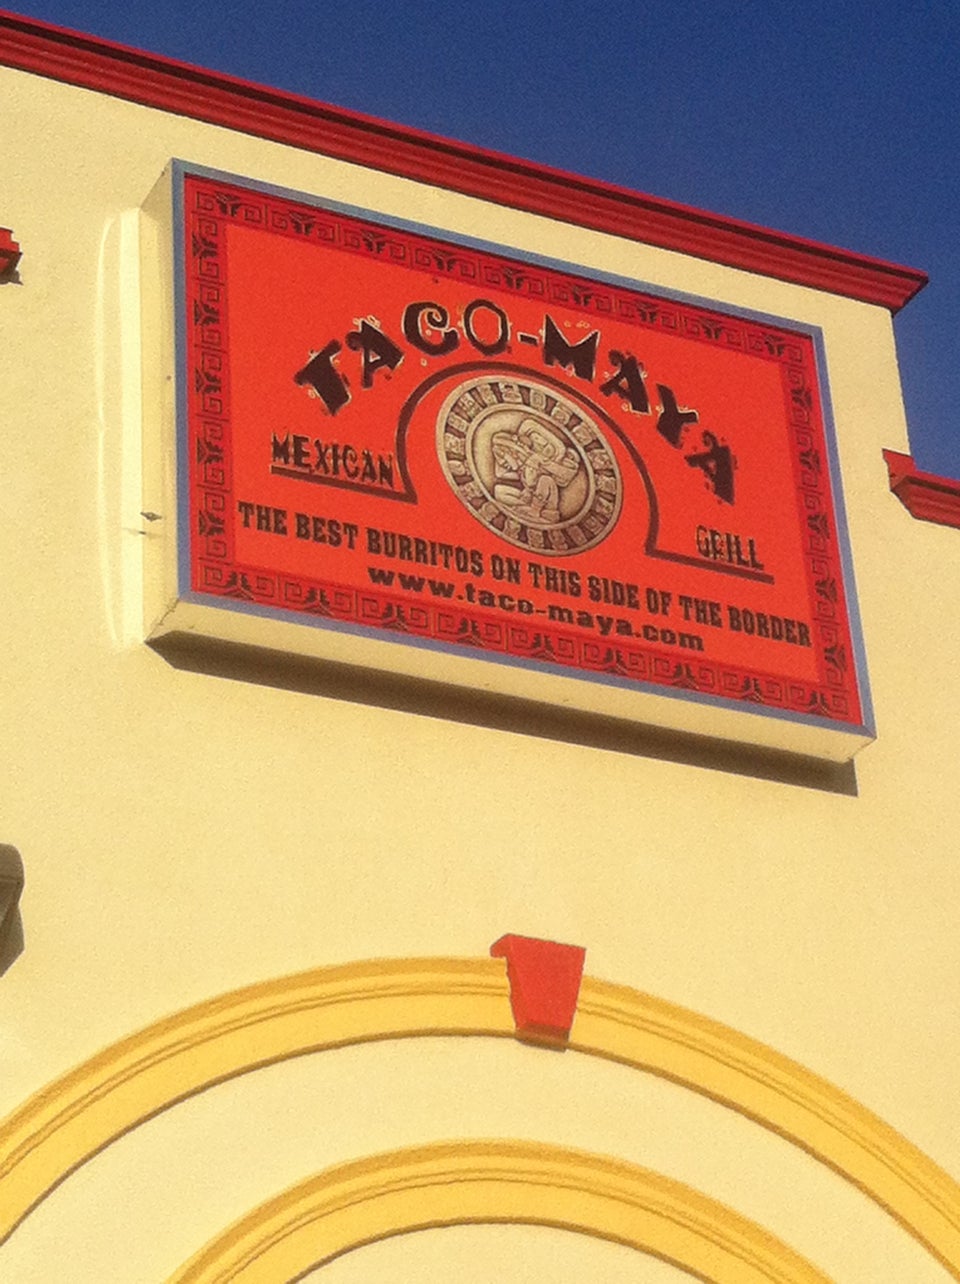 TACO-MAYA
MEXICAN GRILL
THE BEST BURRITOS ON THIS SIDE OF THE BORDER
www.taco-maya.com